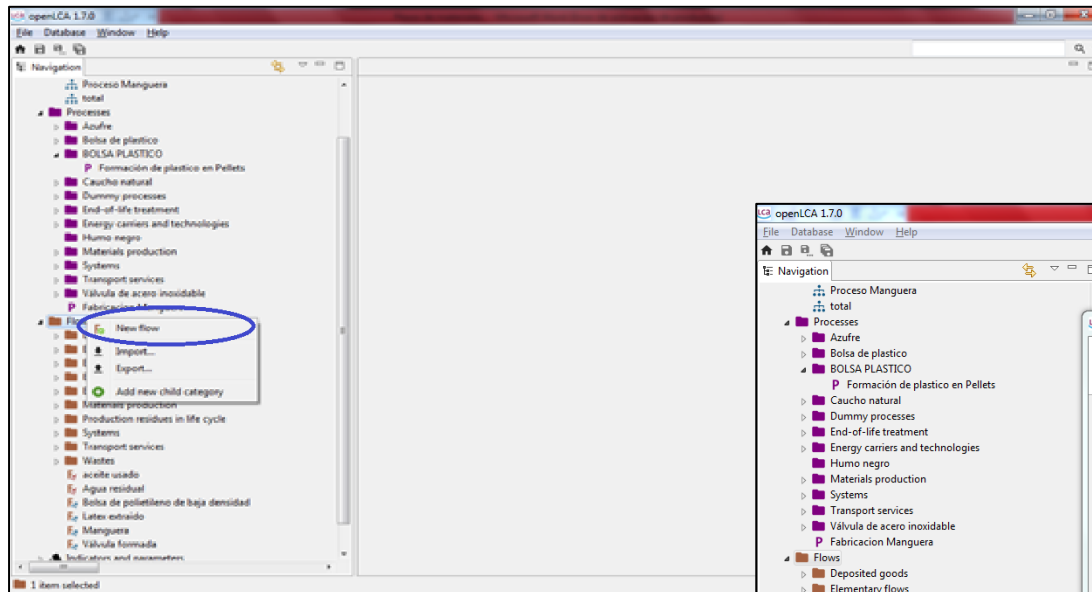 openLCA 1.7.0
File Database Window Help
Navigation
Proceso Manguera
total
Processes
Azufre
Bolsa de plastico
BOLSA PLASTICO
P Formación de plastico en Pellets
Caucho natural
Dummy processes
End-of-life treatment
Energy carriers and technologies
Humo negro
Materials production
Systems
Transport services
Válvula de acero inoxidable
P Fabricacion Manguera
New flow
Import...
Export...
Add new child category
Materials production
Production residues in life cycle
Systems
Transport services
Wastes
aceite usado
Agua residual
Bolsa de polietileno de baja densidad
Latex extraído
Manguera
Válvula formada
Indicators and parameters
1 item selected
LCA openLCA 1.7.0
File Database Window Help
Navigation
Proceso Manguera
total
Processes
Azufre
Bolsa de plastico
BOLSA PLASTICO
P Formación de plastico en Pellets
Caucho natural
Dummy processes
End-of-life treatment
Energy carriers and technologies
Humo negro
Materials production
Systems
Transport services
Válvula de acero inoxidable
P Fabricacion Manguera
Flows
Deposited goods
Elementary flows